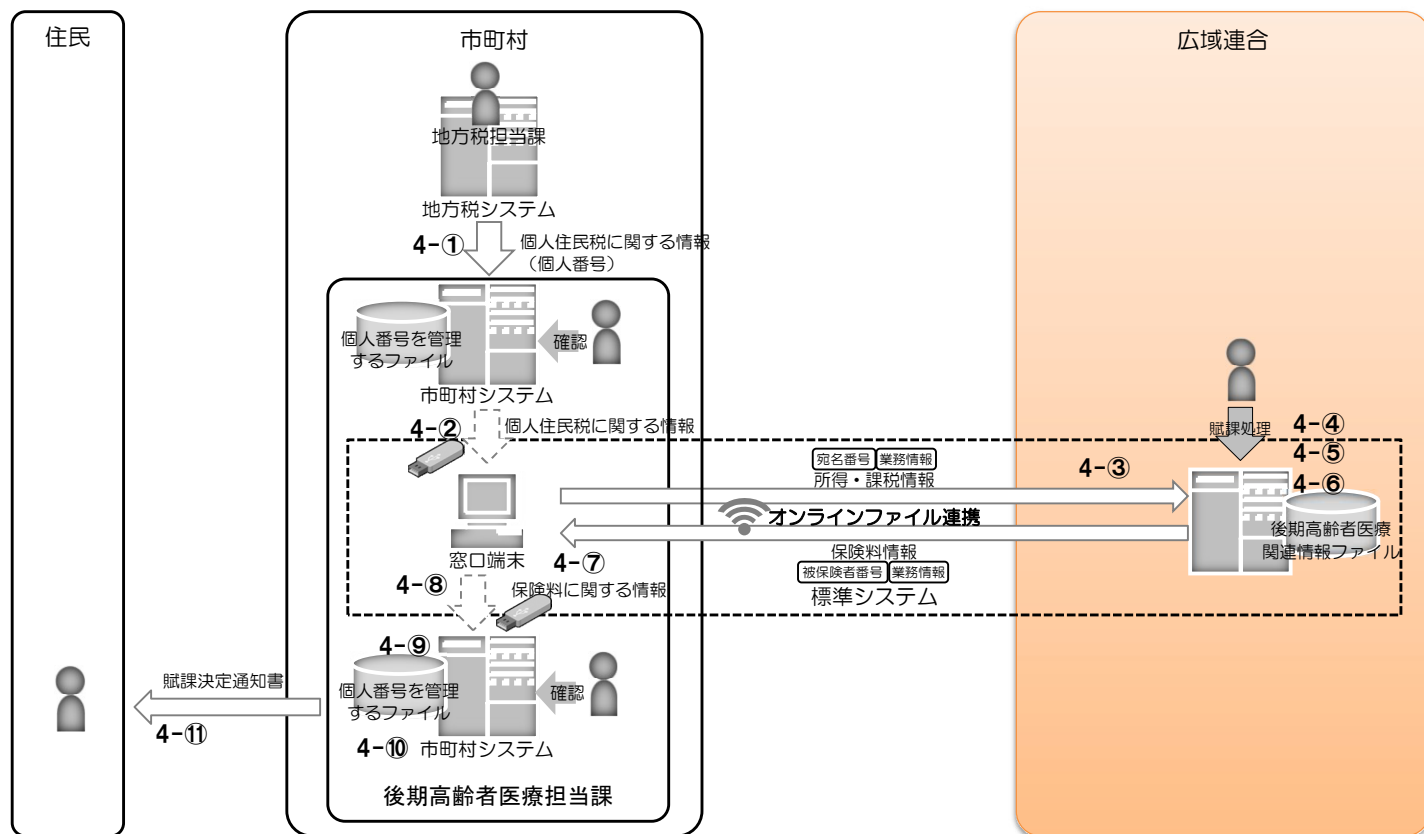 住民
市町村
広域連合
地方税担当課
地方税システム
4-①
個人住民税に関する情報
（個人番号）
個人番号を管理
するファイル
確認
市町村システム
4-②
個人住民税に関する情報
賦課処理
4-④
4-⑤
4-⑥
宛名番号
業務情報
所得・課税情報
4-③
オンラインファイル連携
窓口端末
4-⑦
保険料情報
被保険者番号
業務情報
標準システム
後期高齢者医療
関連情報ファイル
4-⑧
保険料に関する情報
4-⑨
個人番号を管理
するファイル
確認
4-⑩
市町村システム
賦課決定通知書
4-⑪
後期高齢者医療担当課